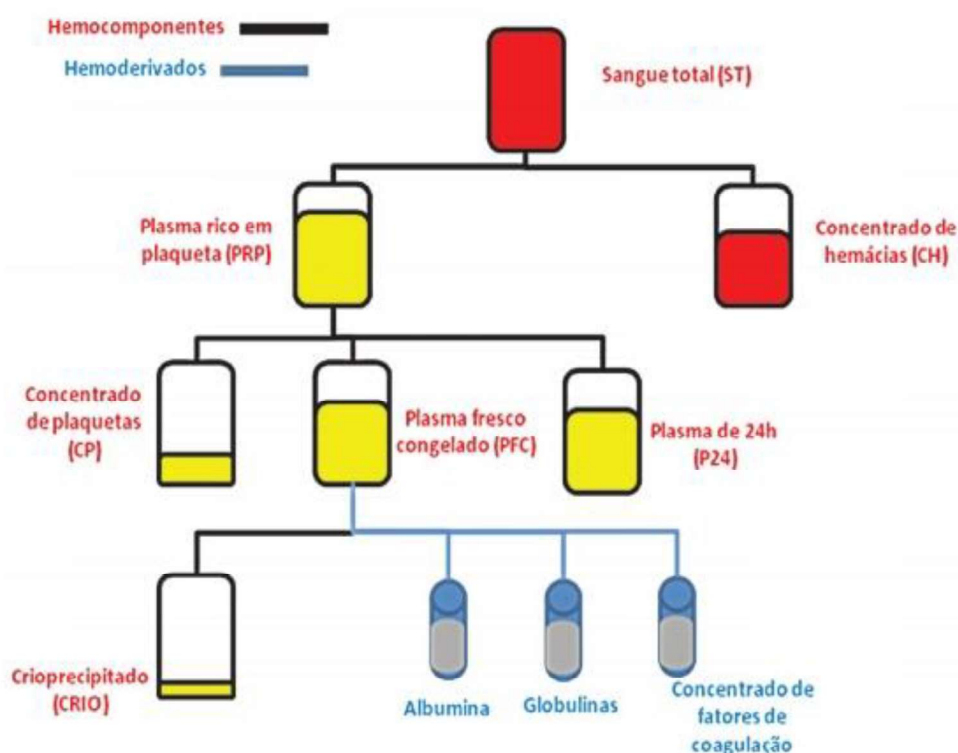 Hemocomponentes
Hemoderivados
Sangue total (ST)
Plasma rico em
plaqueta (PRP)
Concentrado de
hemácias (CH)
Concentrado
de plaquetas
(CP)
Plasma fresco
congelado (PFC)
Plasma de 24h
(P24)
Crioprecipitado
(CRIO)
Albumina
Globulinas
Concentrado de
fatores de
coagulação